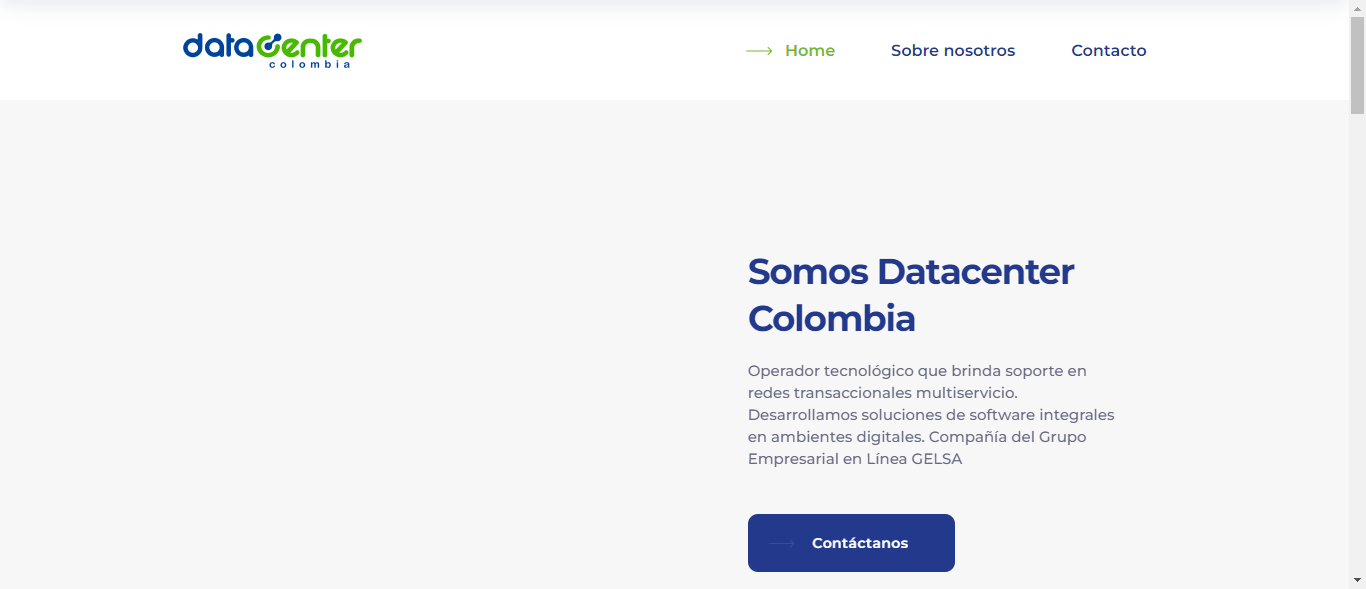 datacenter
colombia
Home
Sobre nosotros
Contacto
Somos Datacenter
Colombia
Operador tecnológico que brinda soporte en
redes transaccionales multiservicio.
Desarrollamos soluciones de software integrales
en ambientes digitales. Compañía del Grupo
Empresarial en Línea GELSA
Contáctanos